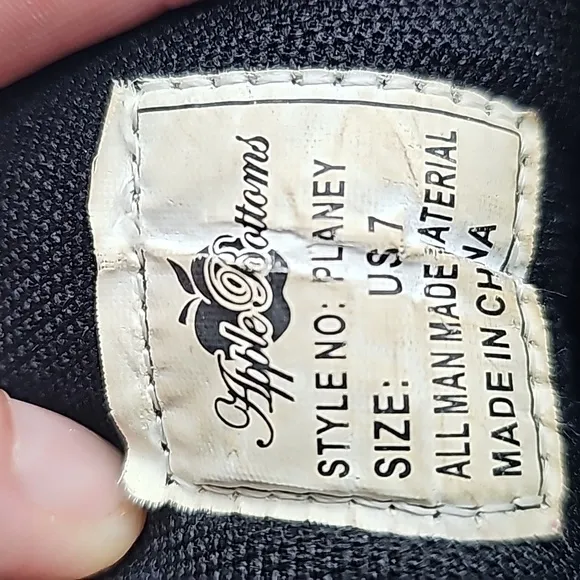 Apple Bottoms
STYLE NO: PLANEY
SIZE: US 7
ALL MAN MADE MATERIAL
MADE IN CHINA